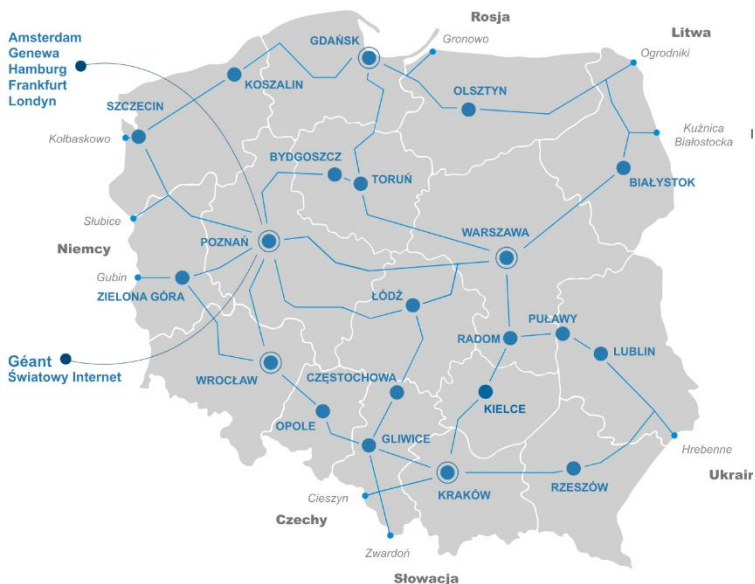 Rosja
Litwa
Amsterdam
Genewa
Hamburg
Frankfurt
Londyn
GDAŃSK
Gronowo
Ogrodniki
KOSZALIN
OLSZTYN
SZCZECIN
Kołbaskowo
Kuźnica
Białostocka
BYDGOSZCZ
TORUŃ
BIAŁYSTOK
Słubice
Niemcy
POZNAŃ
WARSZAWA
Gubin
ZIELONA GÓRA
ŁÓDŹ
PUŁAWY
RADOM
LUBLIN
Géant
Światowy Internet
WROCŁAW
CZĘSTOCHOWA
KIELCE
OPOLE
GLIWICE
Hrebenne
KRAKÓW
RZESZÓW
Ukrain
Cieszyn
Czechy
Zwardoń
Słowacja